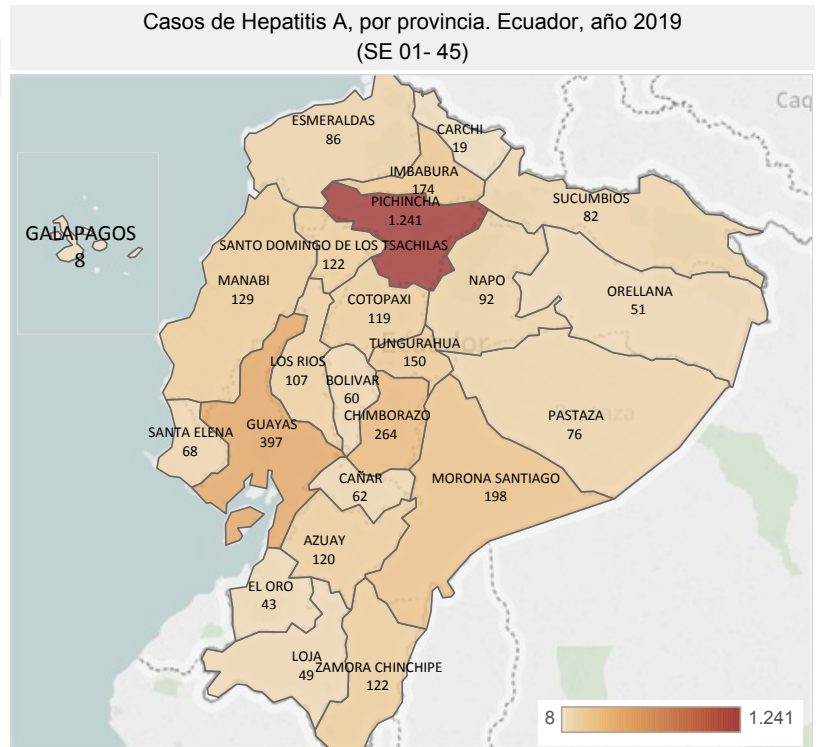 Casos de Hepatitis A, por provincia. Ecuador, año 2019
(SE 01- 45)
Caq
ESMERALDAS
86
CARCHI
19
IMBABURA
174
PICHINCHA
1.241
SUCUMBIOS
82
GALAPAGOS
8
SANTO DOMINGO DE LOS TSACHILAS
122
MANABI
129
NAPO
92
ORELLANA
51
COTOPAXI
119
Ecuador
TUNGURAHUA
150
LOS RIOS
107
BOLIVAR
60
CHIMBORAZO
264
PASTAZA
76
SANTA ELENA
68
GUAYAS
397
CAÑAR
62
MORONA SANTIAGO
198
AZUAY
120
EL ORO
43
LOJA
49
ZAMORA CHINCHIPE
122
8
1.241